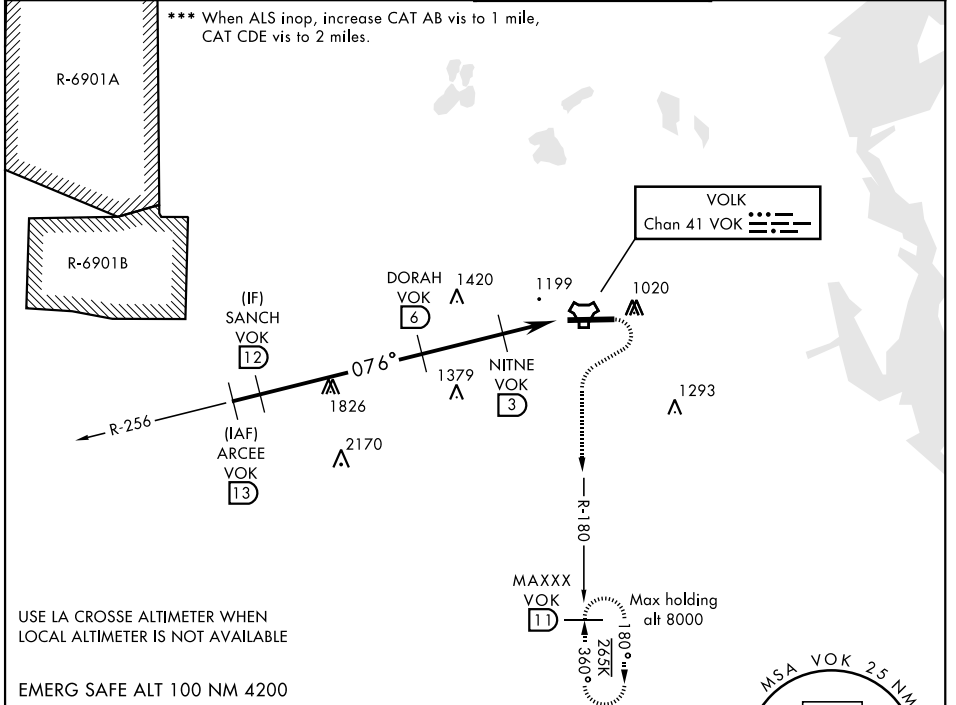 *** When ALS inop, increase CAT AB vis to 1 mile,
CAT CDE vis to 2 miles.
R-6901A
R-6901B
VOLK
Chan 41 VOK
(IF)
SANCH
VOK
12
DORAH
VOK
6
1420
1199
1020
076°
NITNE
VOK
3
1379
1826
1293
R-256
(IAF)
ARCEE
VOK
13
2170
R-180
MAXXX
VOK
11
Max holding
alt 8000
180°
265K
360°
USE LA CROSSE ALTIMETER WHEN
LOCAL ALTIMETER IS NOT AVAILABLE
EMERG SAFE ALT 100 NM 4200
MSA VOK 25 NM